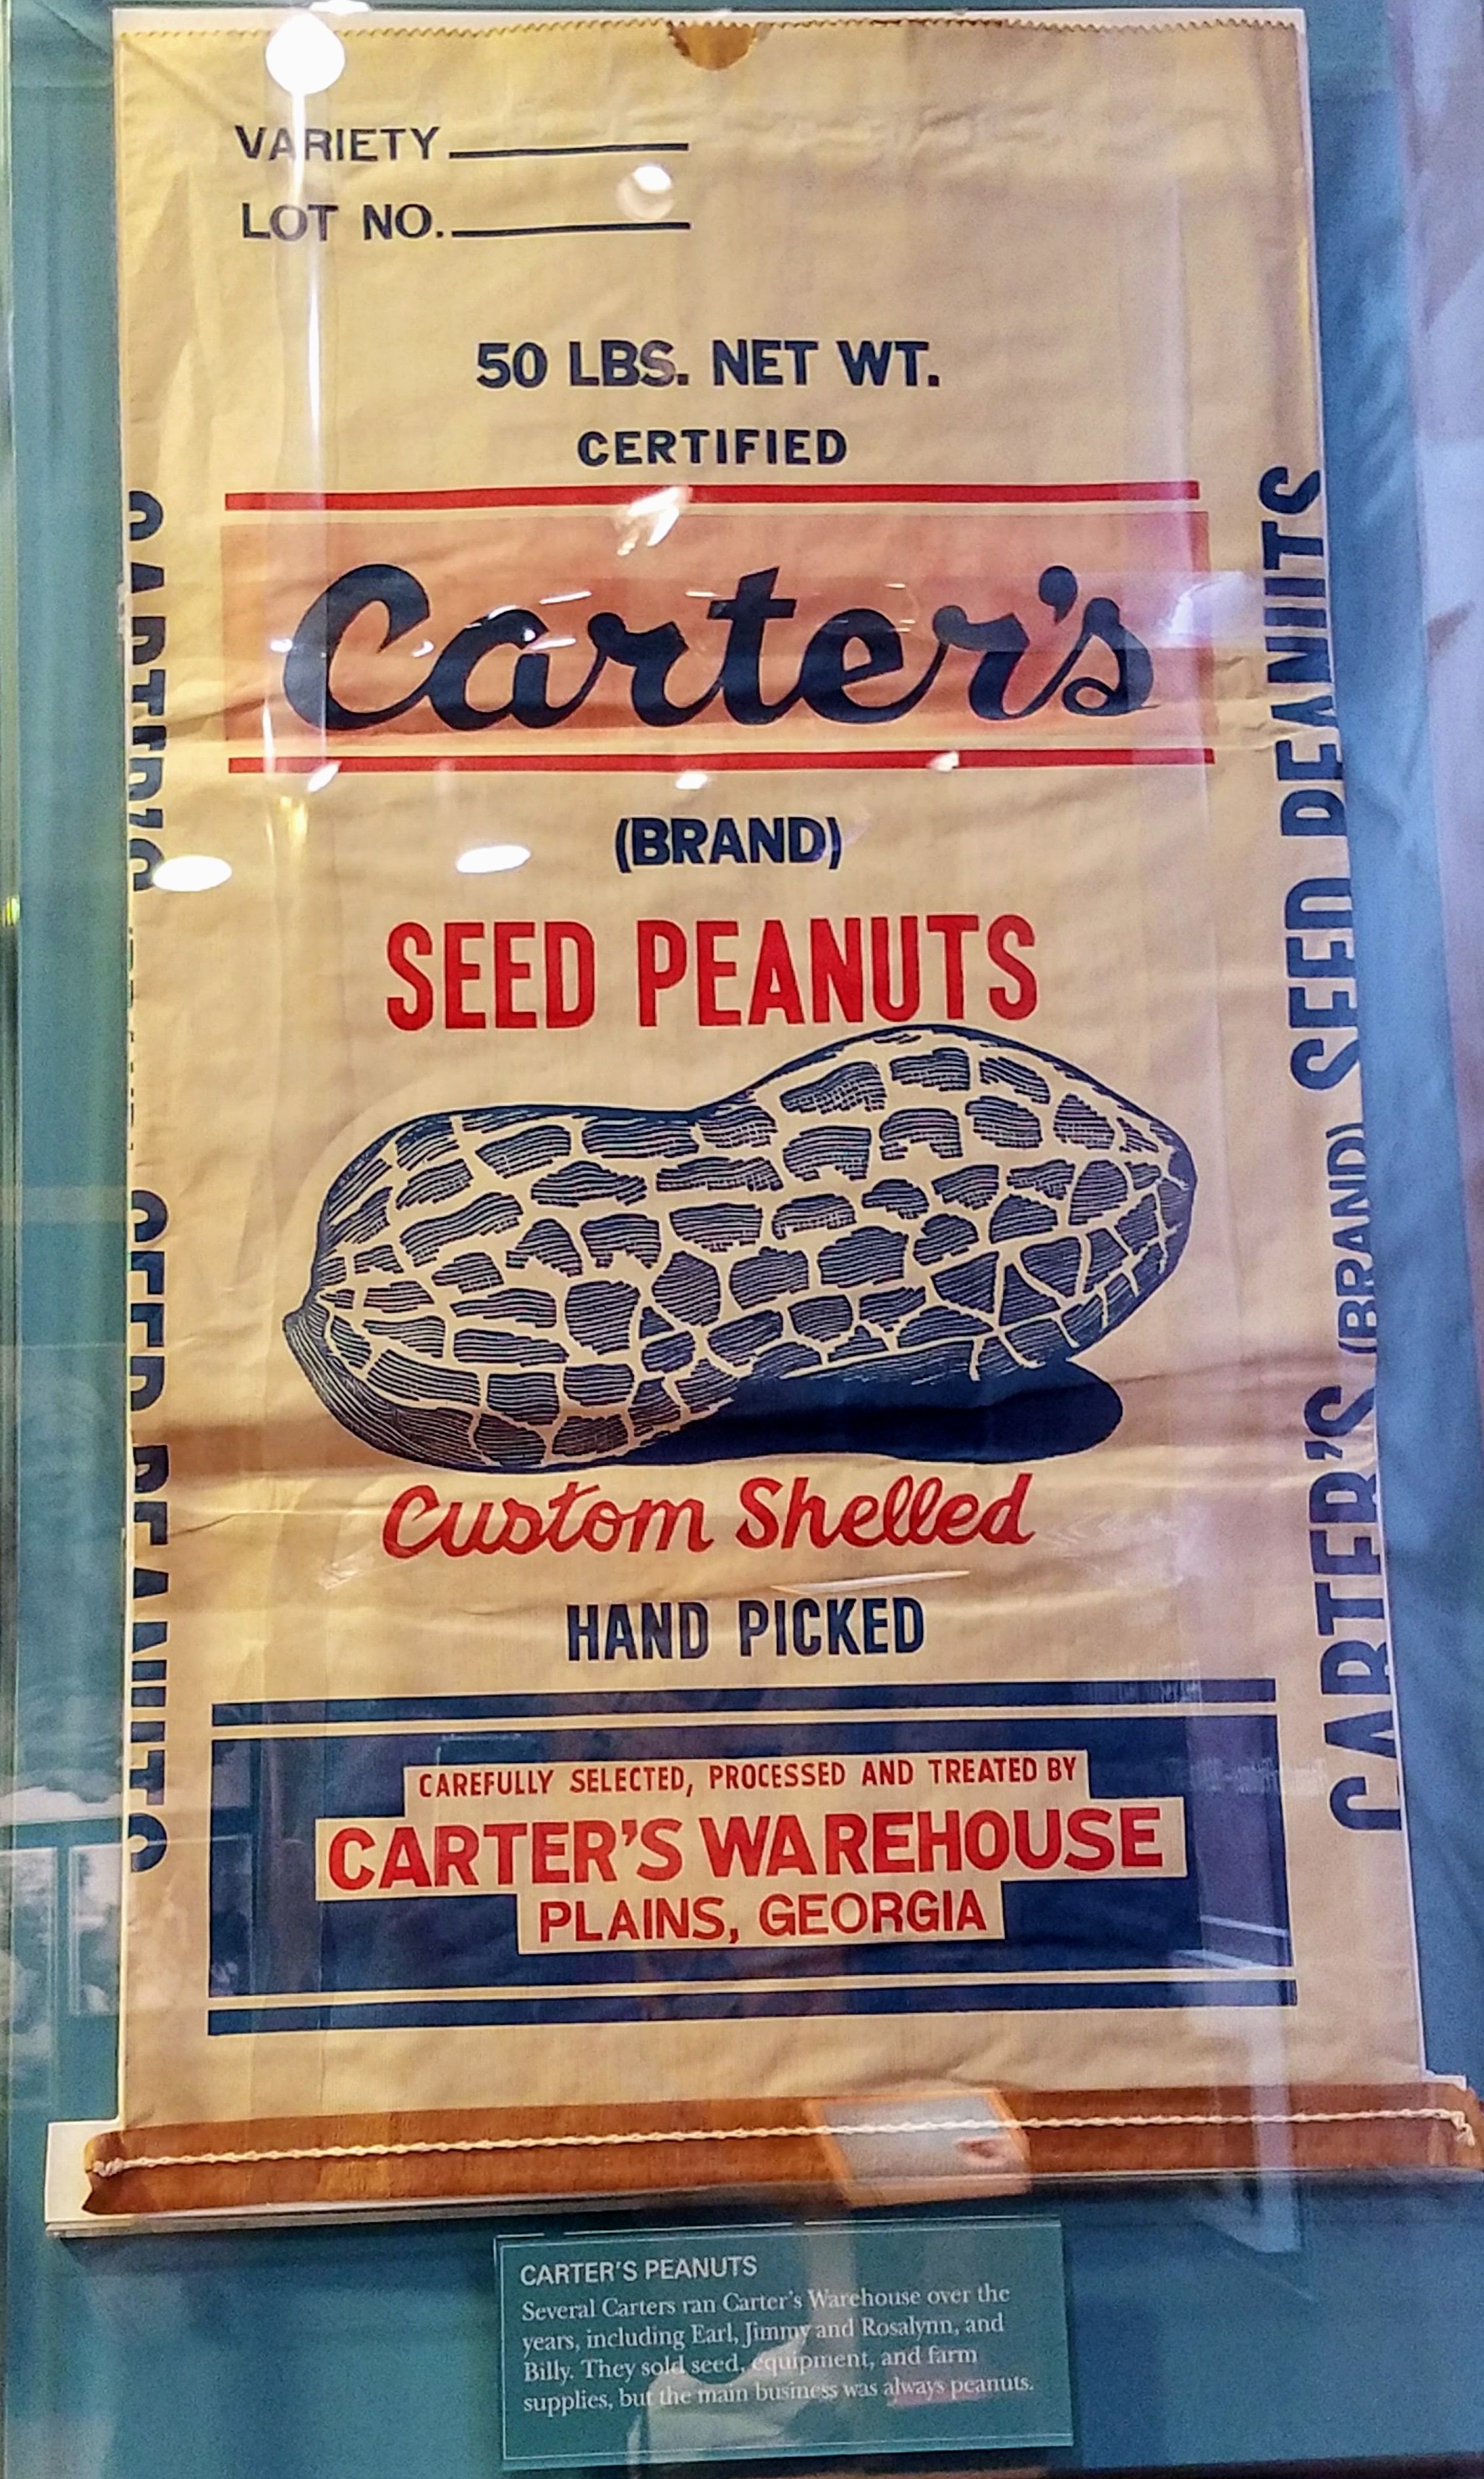 VARIETY
LOT NO.
50 LBS. NET WT.
CERTIFIED
Carter's
(BRAND)
SEED PEANUTS
Custom Shelled
HAND PICKED
CAREFULLY SELECTED, PROCESSED AND TREATED BY
CARTER'S WAREHOUSE
PLAINS, GEORGIA
CARTER'S SEED PEANUTS
CARTER'S (BRAND) SEED PEANUTS
CARTER'S PEANUTS
Several Carters ran Carter's Warehouse over the
years, including Earl, Jimmy and Rosalynn, and
Billy. They sold seed, equipment, and farm
supplies, but the main business was always peanuts.